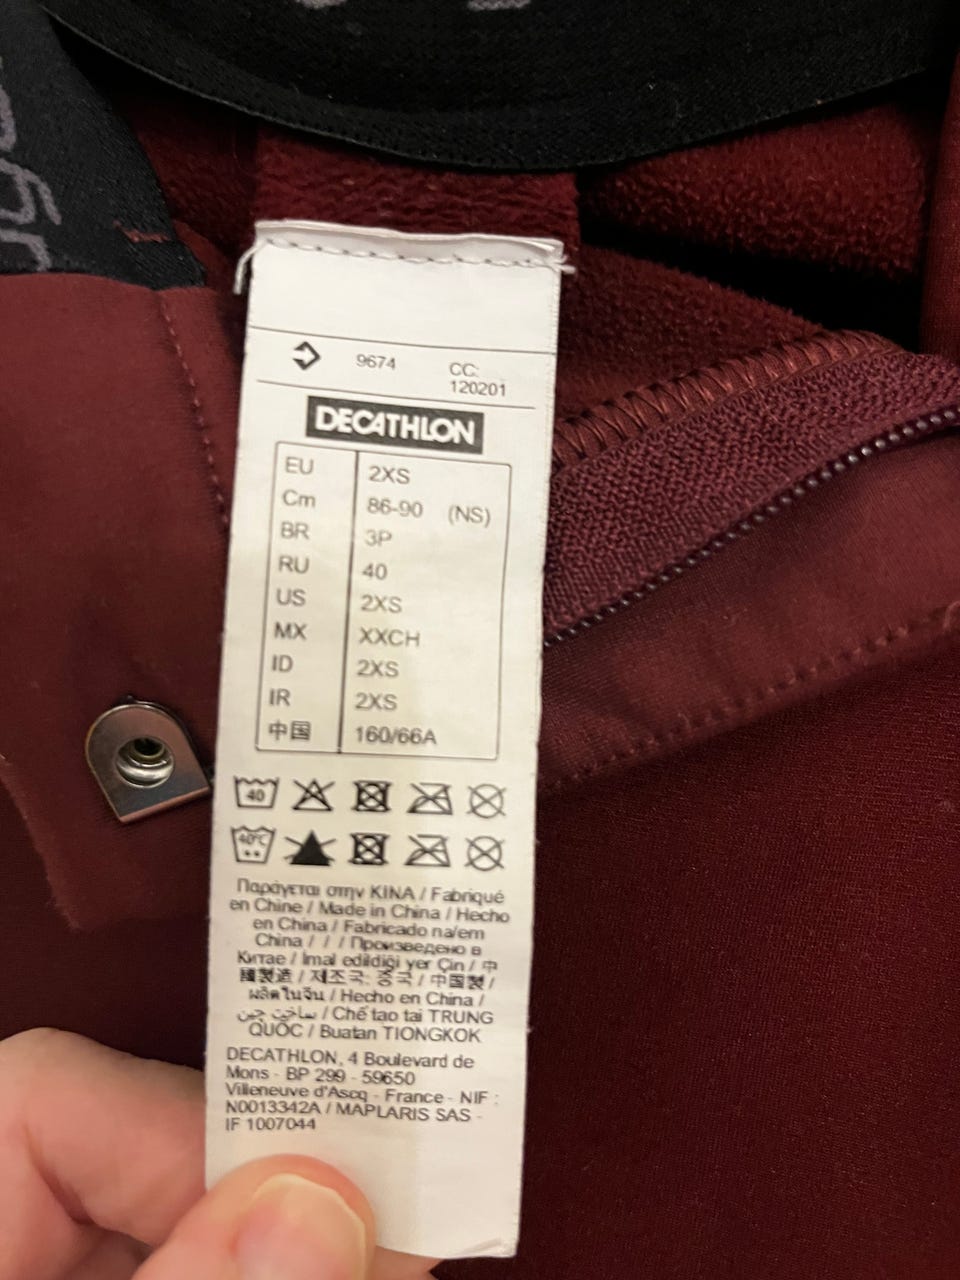 9674 CC:
120201
DECATHLON
EU 2XS
Cm 86-90 (NS)
BR 3P
RU 40
US 2XS
MX XXCH
ID 2XS
IR 2XS
中国 160/66A
40
40°C
Παράγεται στην ΚΙΝΑ / Fabriqué
en Chine / Made in China / Hecho
en China / Fabricado na/em
China / / / Произведено в
Китае / İmal edildiği yer Çin / 中
國製造 / 제조국: 중국 / 中国製 /
ผลิตในจีน / Hecho en China /
ساخت چین / Chế tao tai TRUNG
QUỐC / Buatan TIONGKOK
DECATHLON, 4 Boulevard de
Mons - BP 299 - 59650
Villeneuve d'Ascq - France - NIF :
N0013342A / MAPLARIS SAS -
IF 1007044